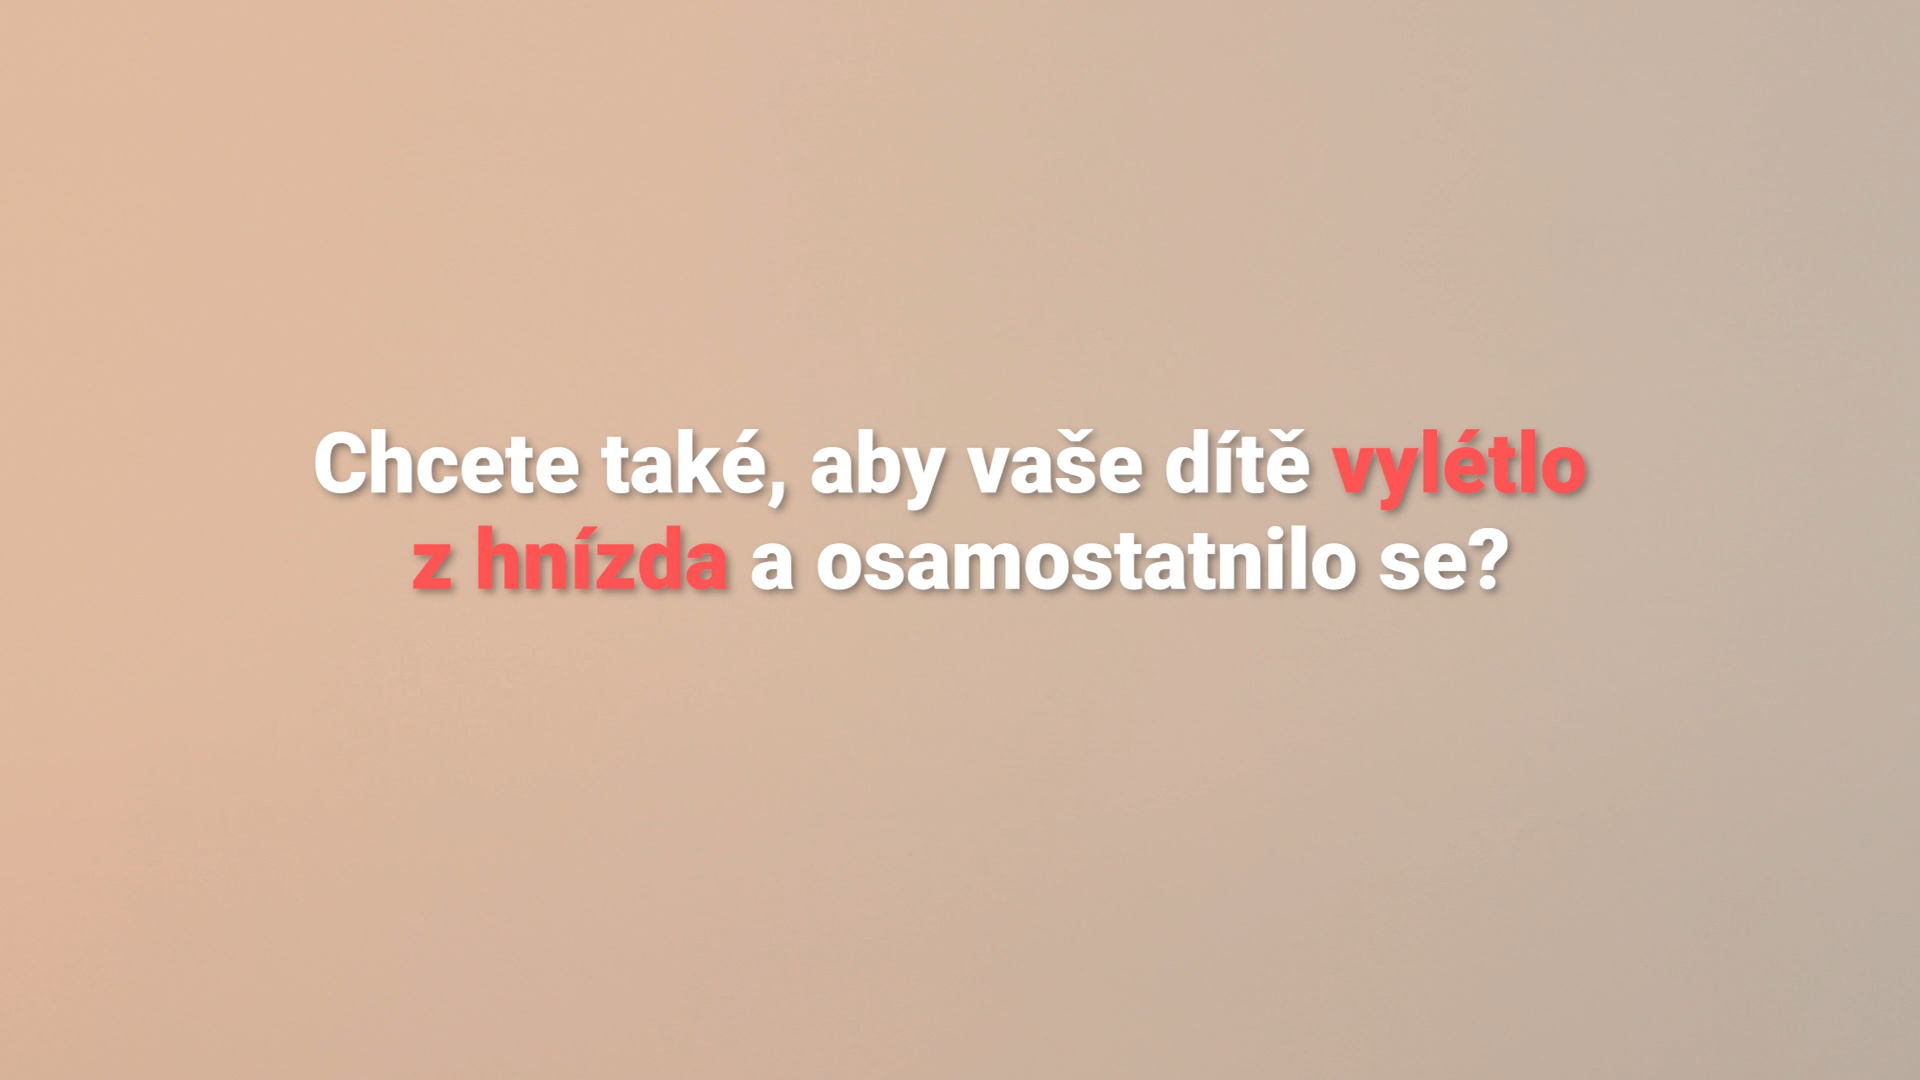 Chcete také, aby vaše dítě vylétlo
z hnízda a osamostatnilo se?